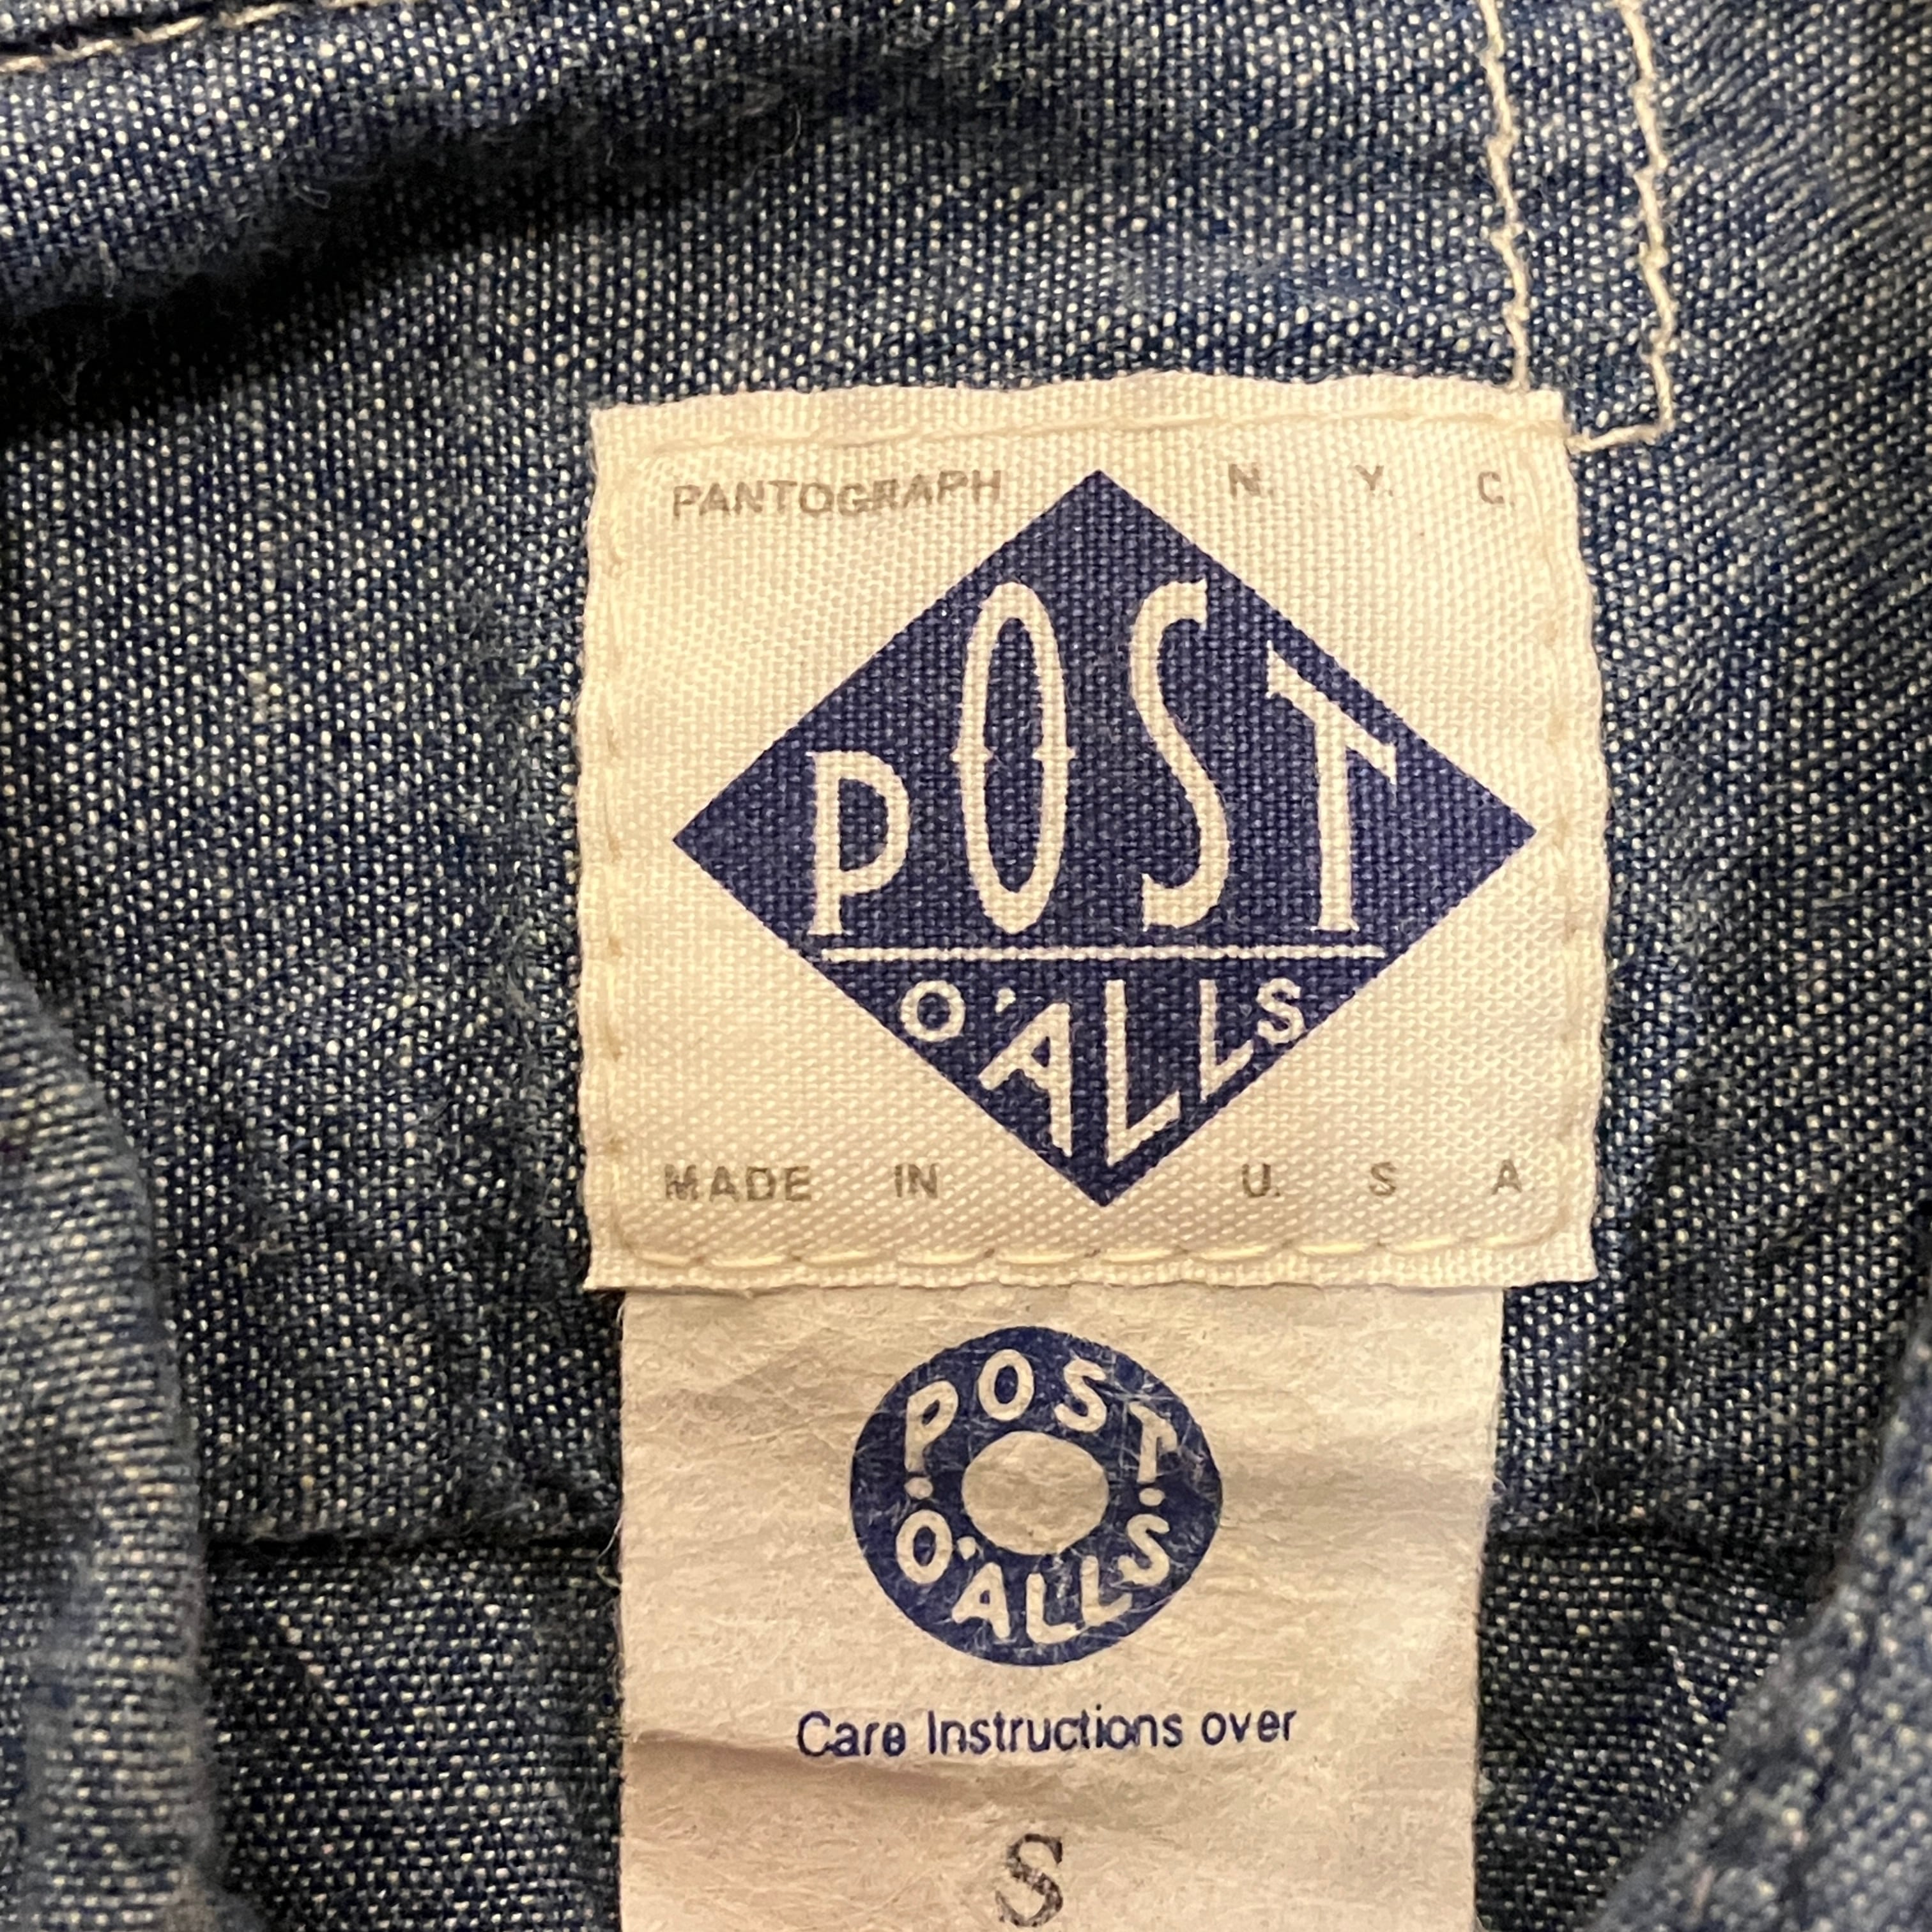 PANTOGRAPH N. Y. C.
POST
O'ALLS
MADE IN U. S A
POST
O'ALLS
Care Instructions over
S